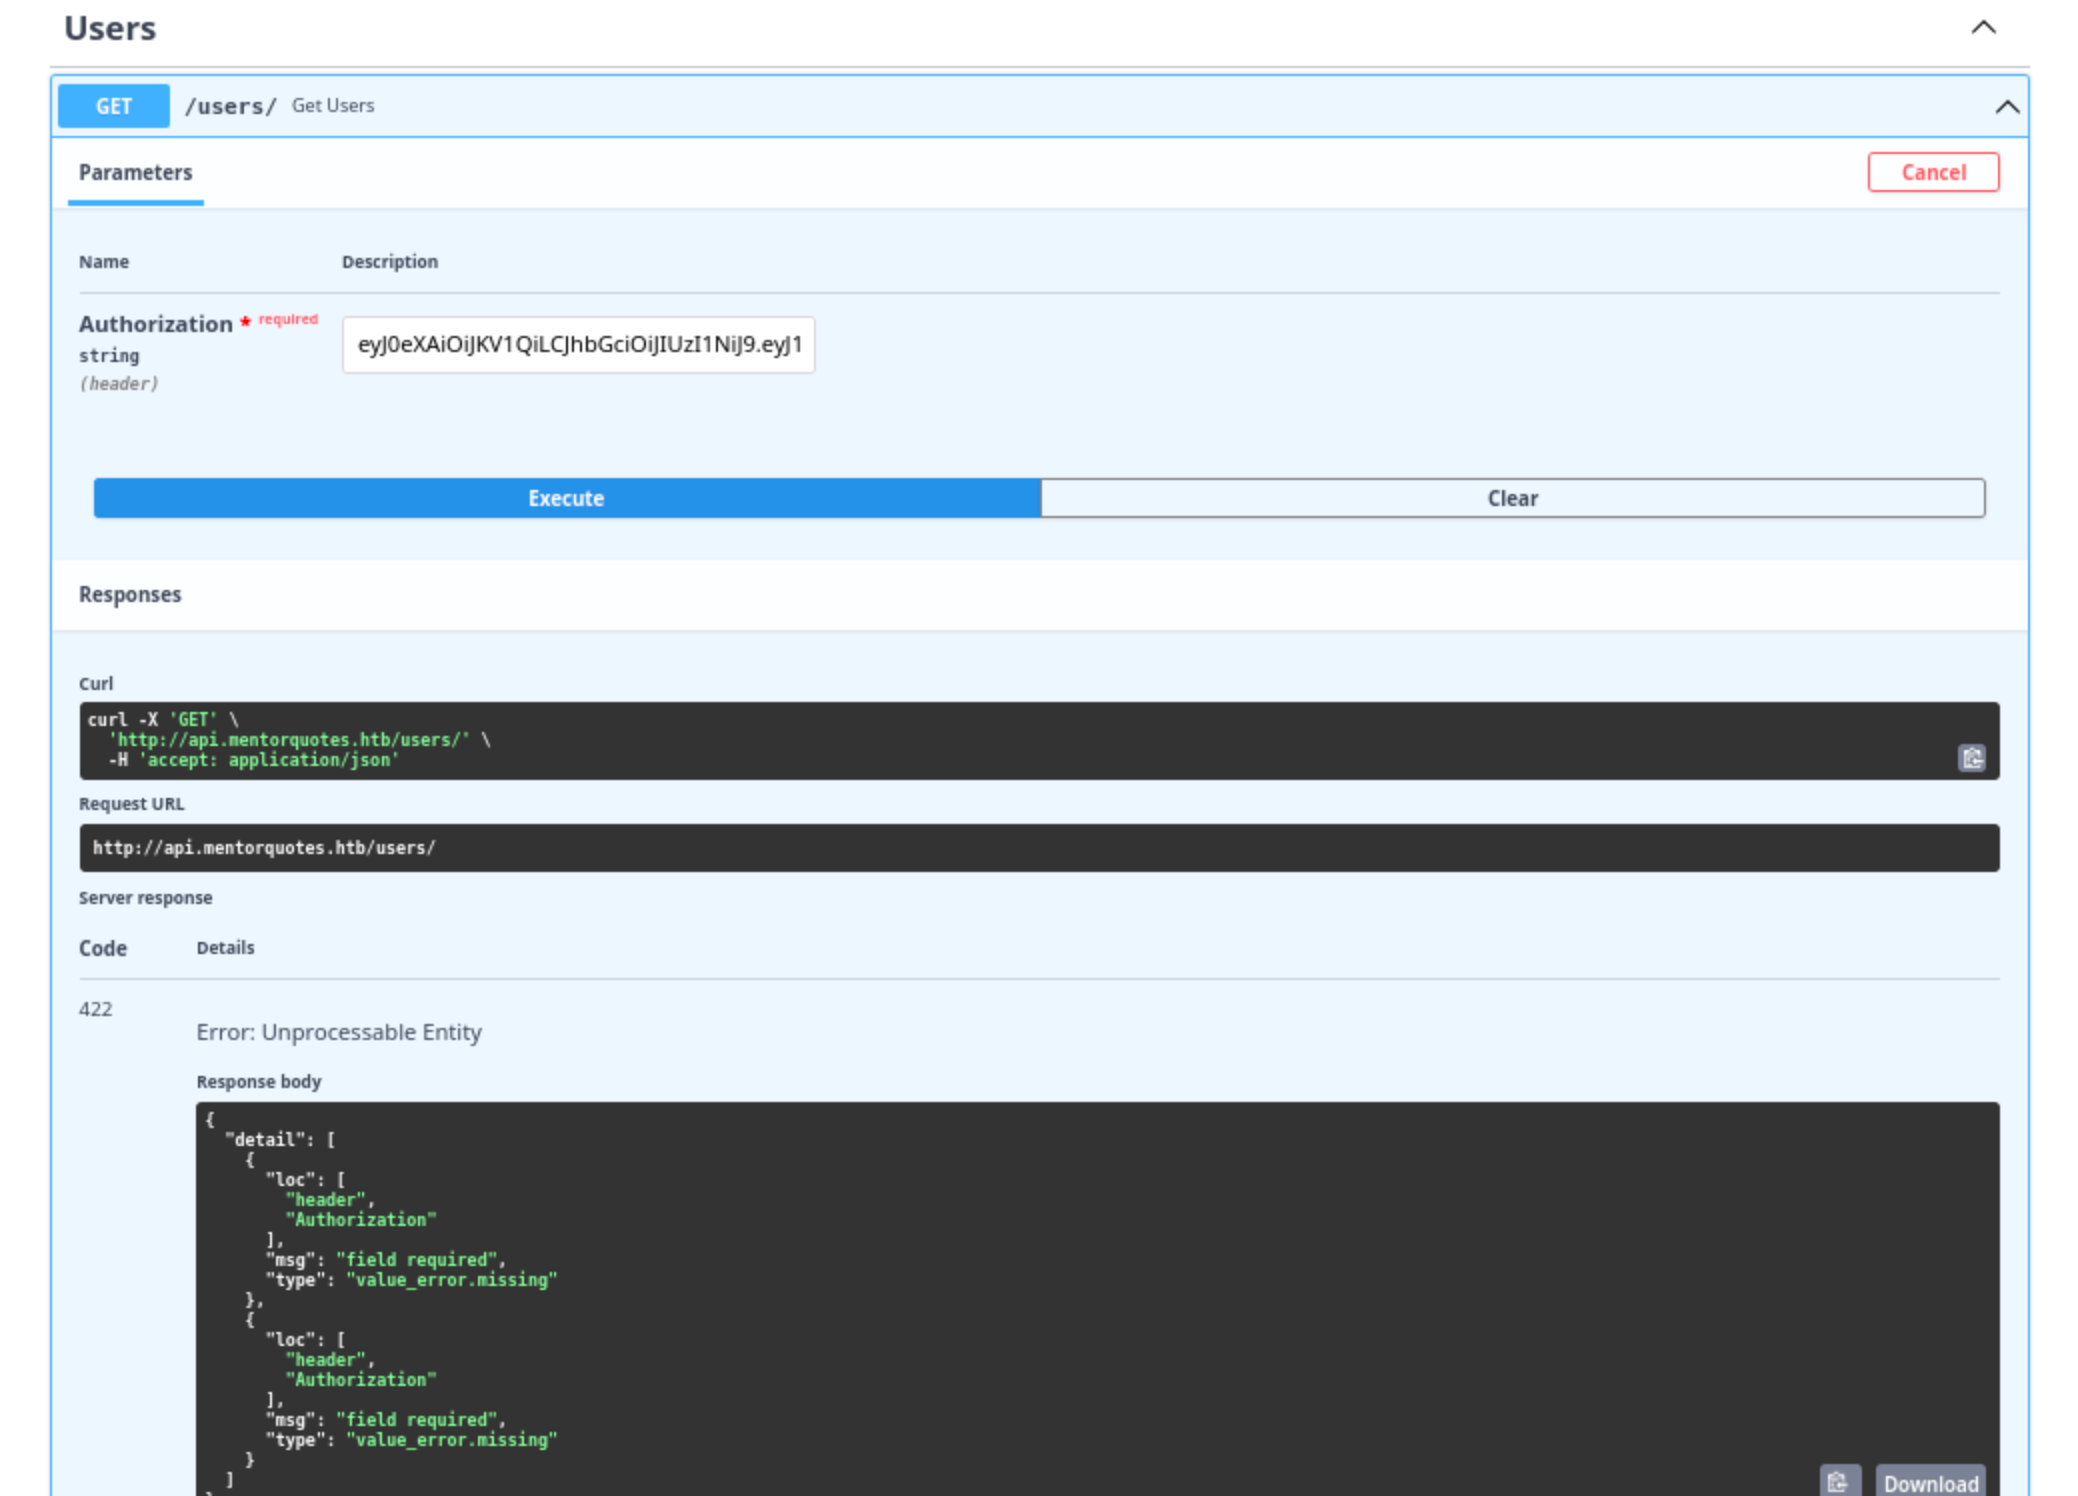 Users
GET /users/ Get Users
Parameters
Cancel
Name Description
Authorization * required
string
(header)
eyJ0eXAiOiJKV1QiLCJhbGciOiJIUzI1NiJ9.eyJ1
Execute Clear
Responses
Curl
curl -X 'GET' \
'http://api.mentorquotes.htb/users/' \
-H 'accept: application/json'
Request URL
http://api.mentorquotes.htb/users/
Server response
Code Details
422
Error: Unprocessable Entity
Response body
{
"detail": [
{
"loc": [
"header",
"Authorization"
],
"msg": "field required",
"type": "value_error.missing"
},
{
"loc": [
"header",
"Authorization"
],
"msg": "field required",
"type": "value_error.missing"
}
]
Download